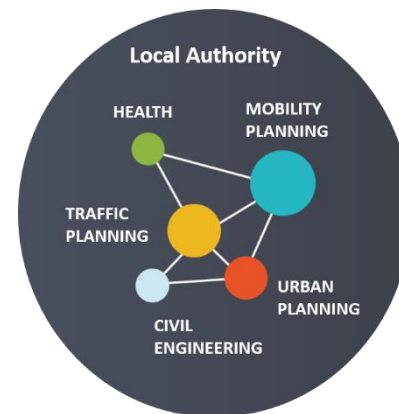 Local Authority
HEALTH
MOBILITY
PLANNING
TRAFFIC
PLANNING
URBAN
PLANNING
CIVIL
ENGINEERING